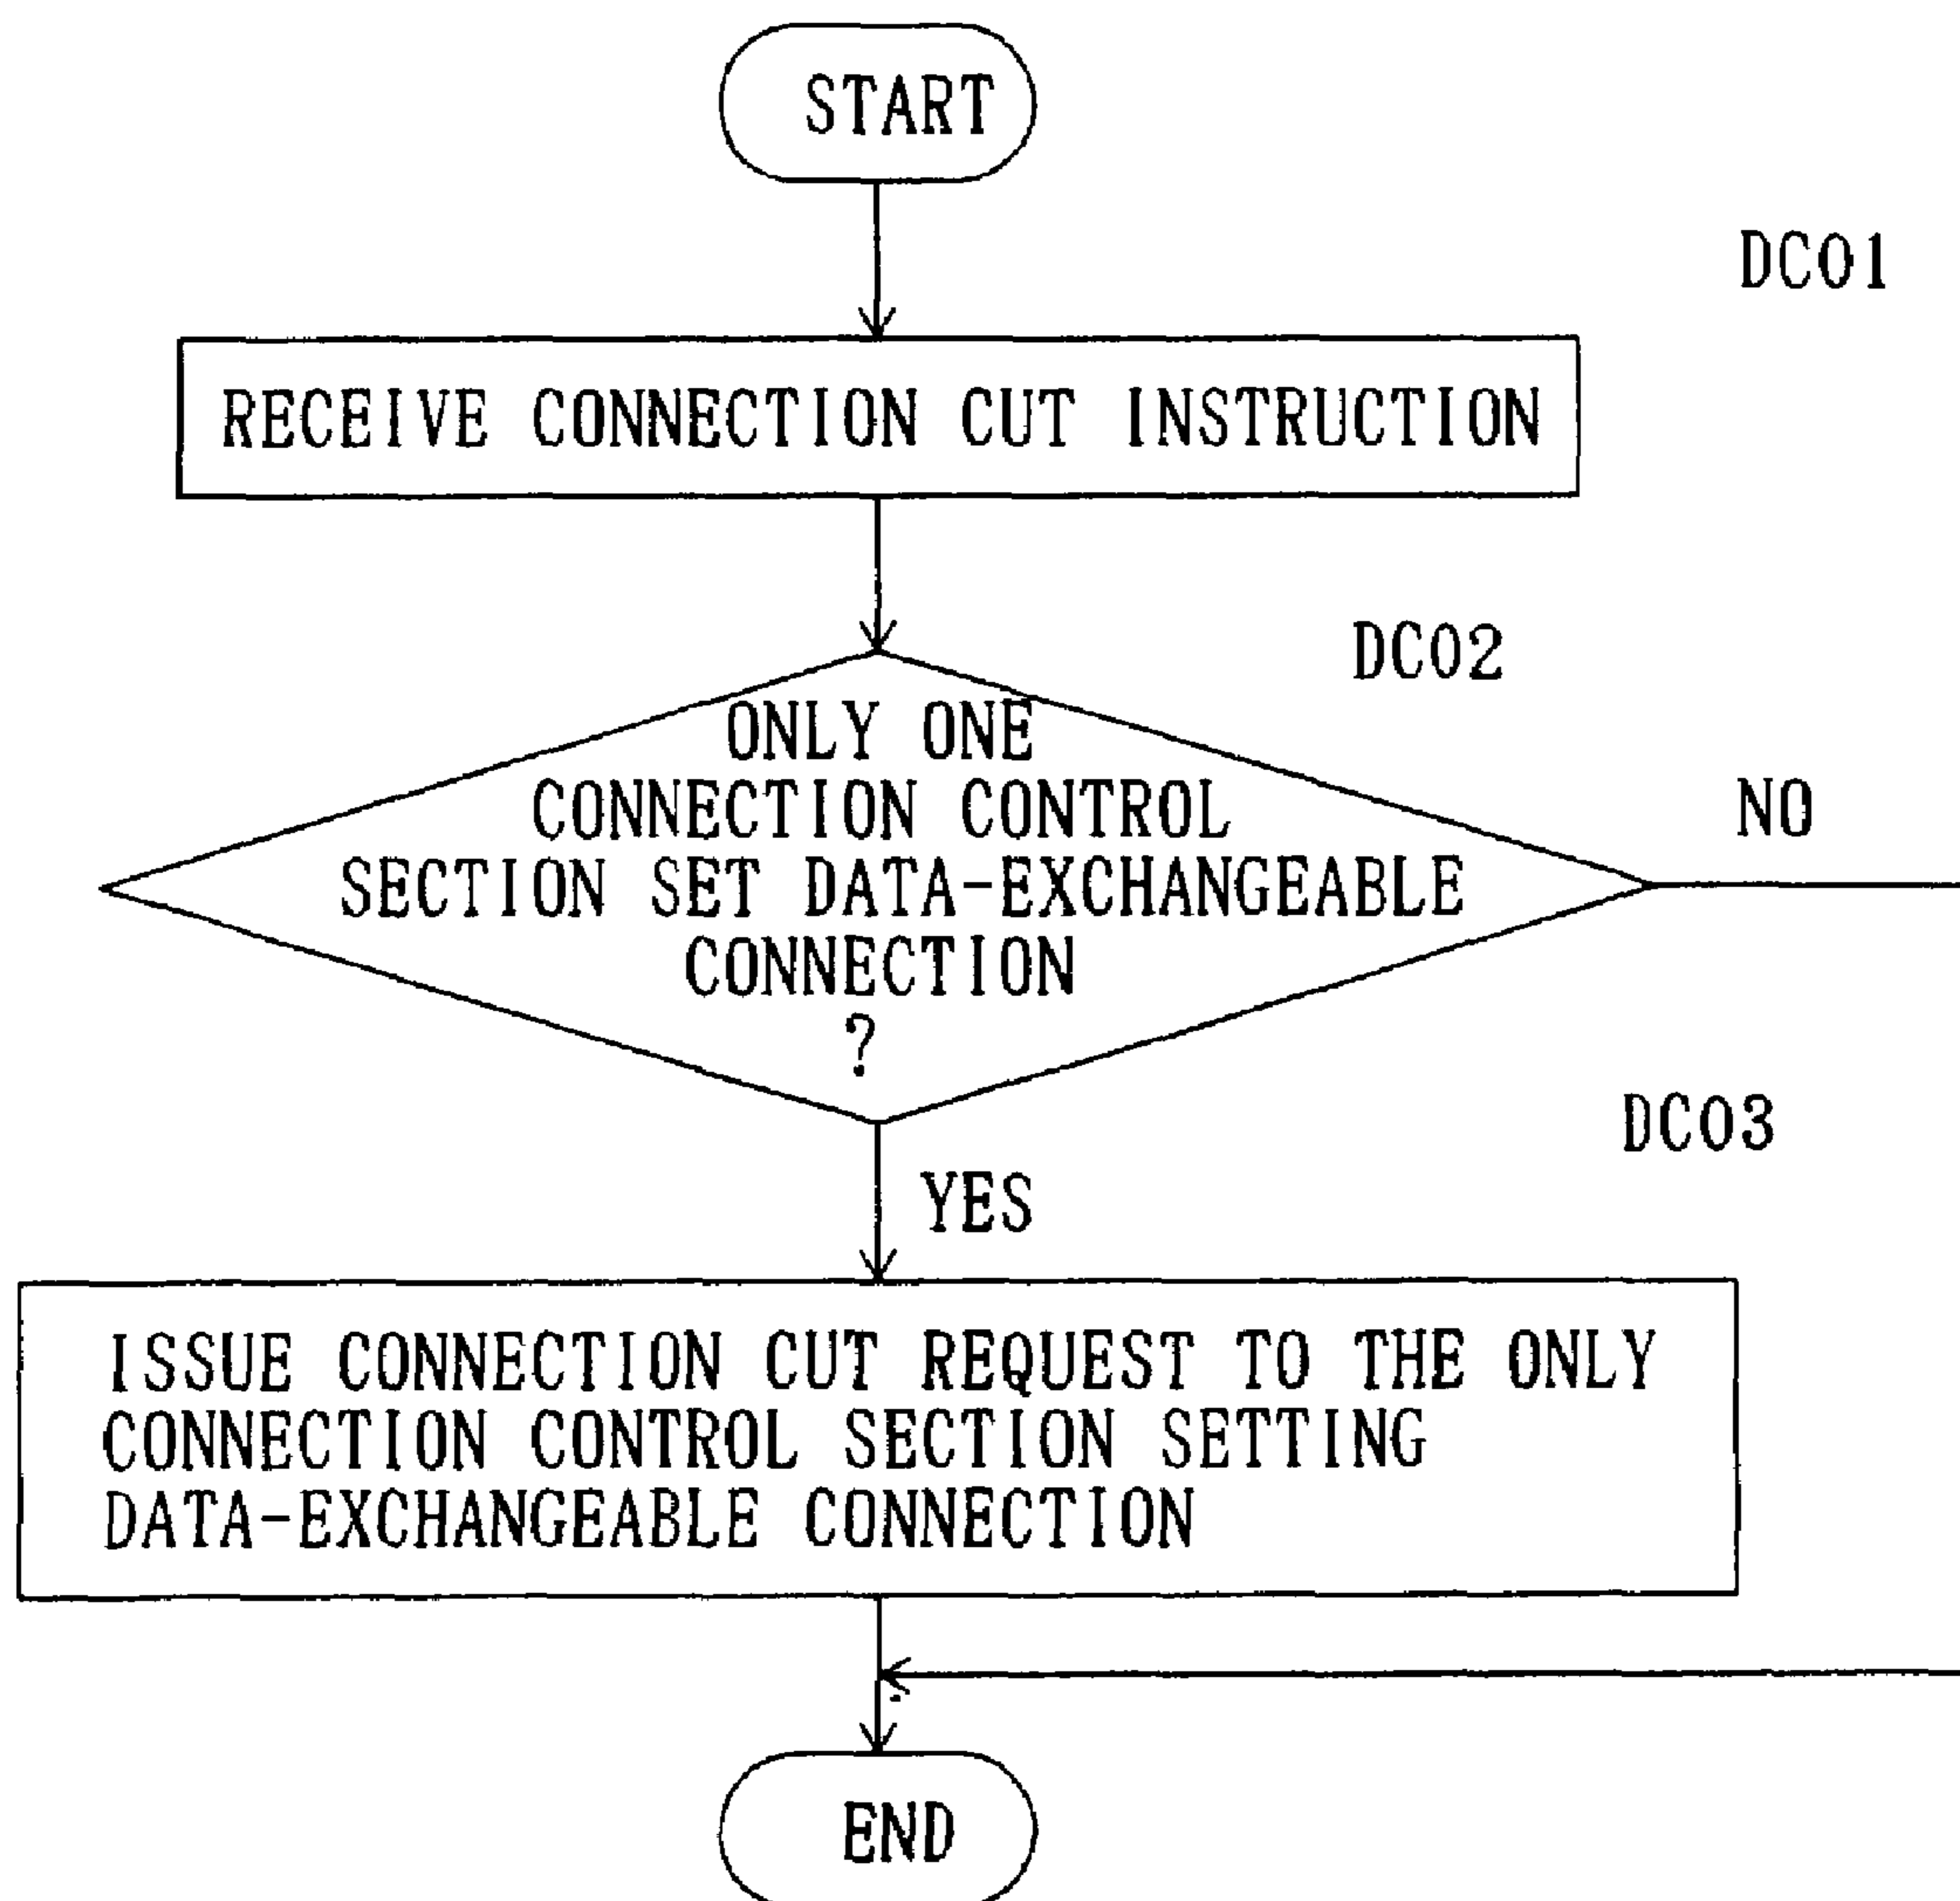 START
DC01
RECEIVE CONNECTION CUT INSTRUCTION
DC02
ONLY ONE
CONNECTION CONTROL
SECTION SET DATA-EXCHANGEABLE
CONNECTION
?
NO
DC03
YES
ISSUE CONNECTION CUT REQUEST TO THE ONLY
CONNECTION CONTROL SECTION SETTING
DATA-EXCHANGEABLE CONNECTION
END